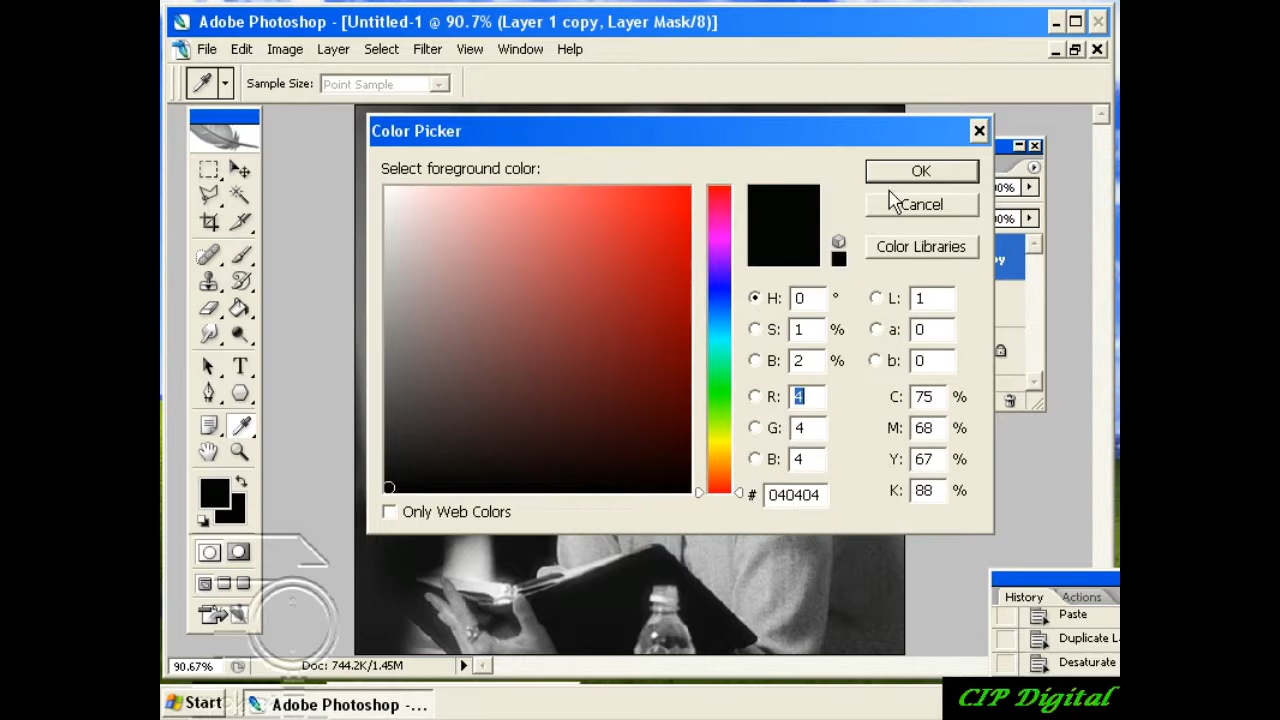 Adobe Photoshop - [Untitled-1 @ 90.7% (Layer 1 copy, Layer Mask/8)]
File Edit Image Layer Select Filter View Window Help
Sample Size: Point Sample
Color Picker
Select foreground color:
OK
Cancel
Color Libraries
00%
00%
py
H: 0 °
S: 1 %
B: 2 %
R: 4
G: 4
B: 4
# 040404
L: 1
a: 0
b: 0
C: 75 %
M: 68 %
Y: 67 %
K: 88 %
Only Web Colors
T
History Actions
Paste
Duplicate L
Desaturate
90.67% Doc: 744.2K/1.45M
Start Adobe Photoshop -...
CIP Digital